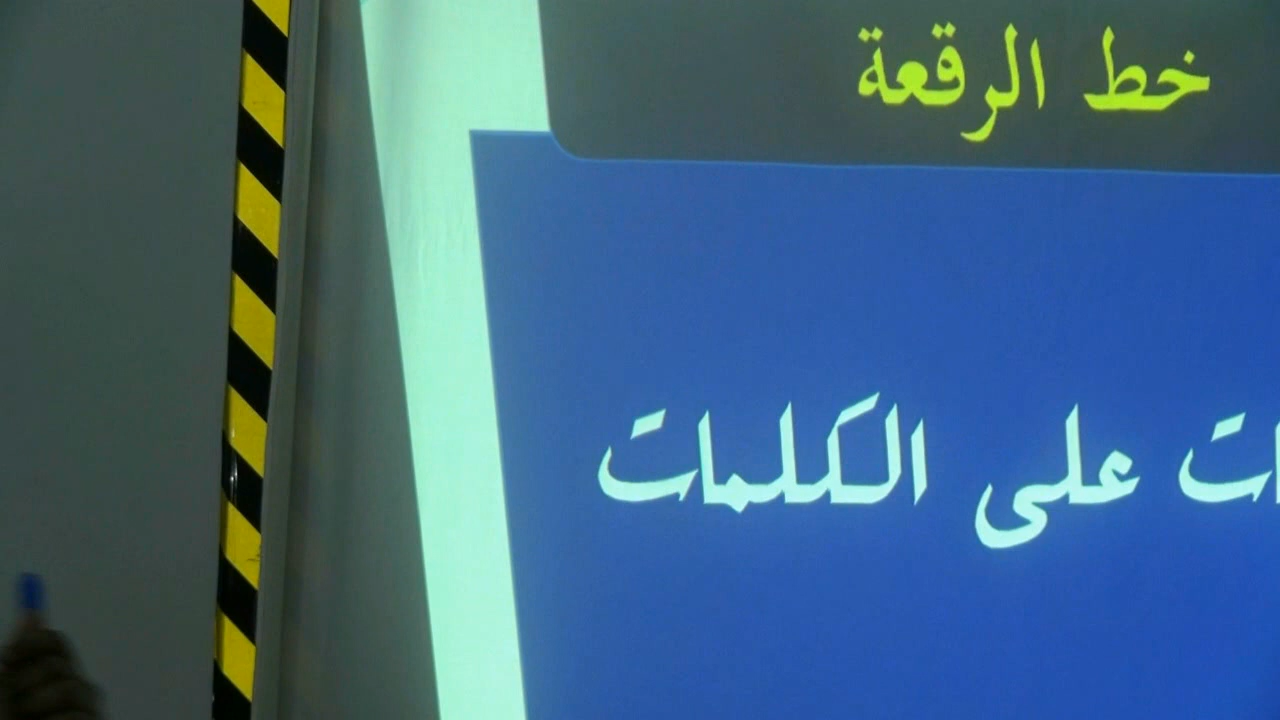 خط الرقعة
على الكلمات